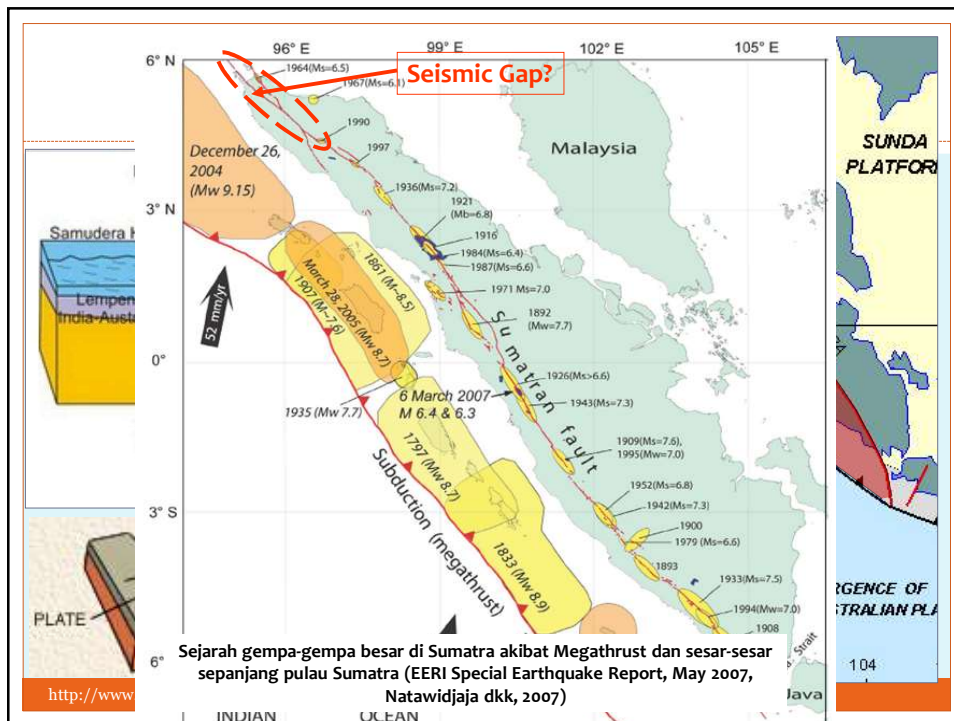 96° E
99° E
102° E
105° E
6° N
1964(Ms=6.5)
Seismic Gap?
1967(Ms=6.1)
1990
December 26,
2004
(Mw 9.15)
1997
Malaysia
SUNDA
PLATFOR
1936(Ms=7.2)
3° N
1921
(Mb=6.8)
1916
1984(Ms=6.4)
1987(Ms=6.6)
Samudera
1861 (M~8.5)
1971 Ms=7.0
March 28, 2005 (Mw 8.7)
1907 (M~7.6)
Lempen
India-Aust
52 mm/yr
1892
(Mw=7.7)
Sumatran fault
0°
1926(Ms>6.6)
6 March 2007
M 6.4 & 6.3
1943(Ms=7.3)
1935 (Mw 7.7)
1797 (Mw 8.7)
1909(Ms=7.6),
1995(Mw=7.0)
Subduction (megathrust)
1952(Ms=6.8)
1942(Ms=7.3)
3° S
1900
1979 (Ms=6.6)
1833 (Mw 8.9)
1893
1933(Ms=7.5)
RGENCE OF
TRALIAN PLA
1994(Mw=7.0)
PLATE
1908
Strait
6°
Sejarah gempa-gempa besar di Sumatra akibat Megathrust dan sesar-sesar
sepanjang pulau Sumatra (EERI Special Earthquake Report, May 2007,
Natawidjaja dkk, 2007)
104
Java
http://www.
INDIAN OCEAN